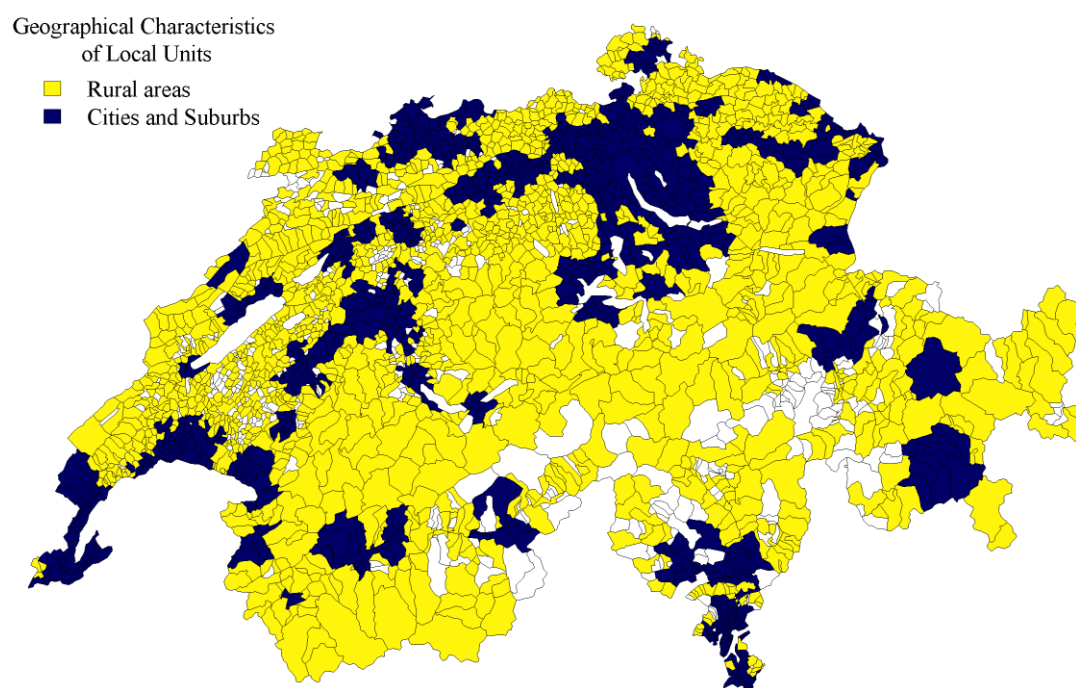 Geographical Characteristics
of Local Units
Rural areas
Cities and Suburbs